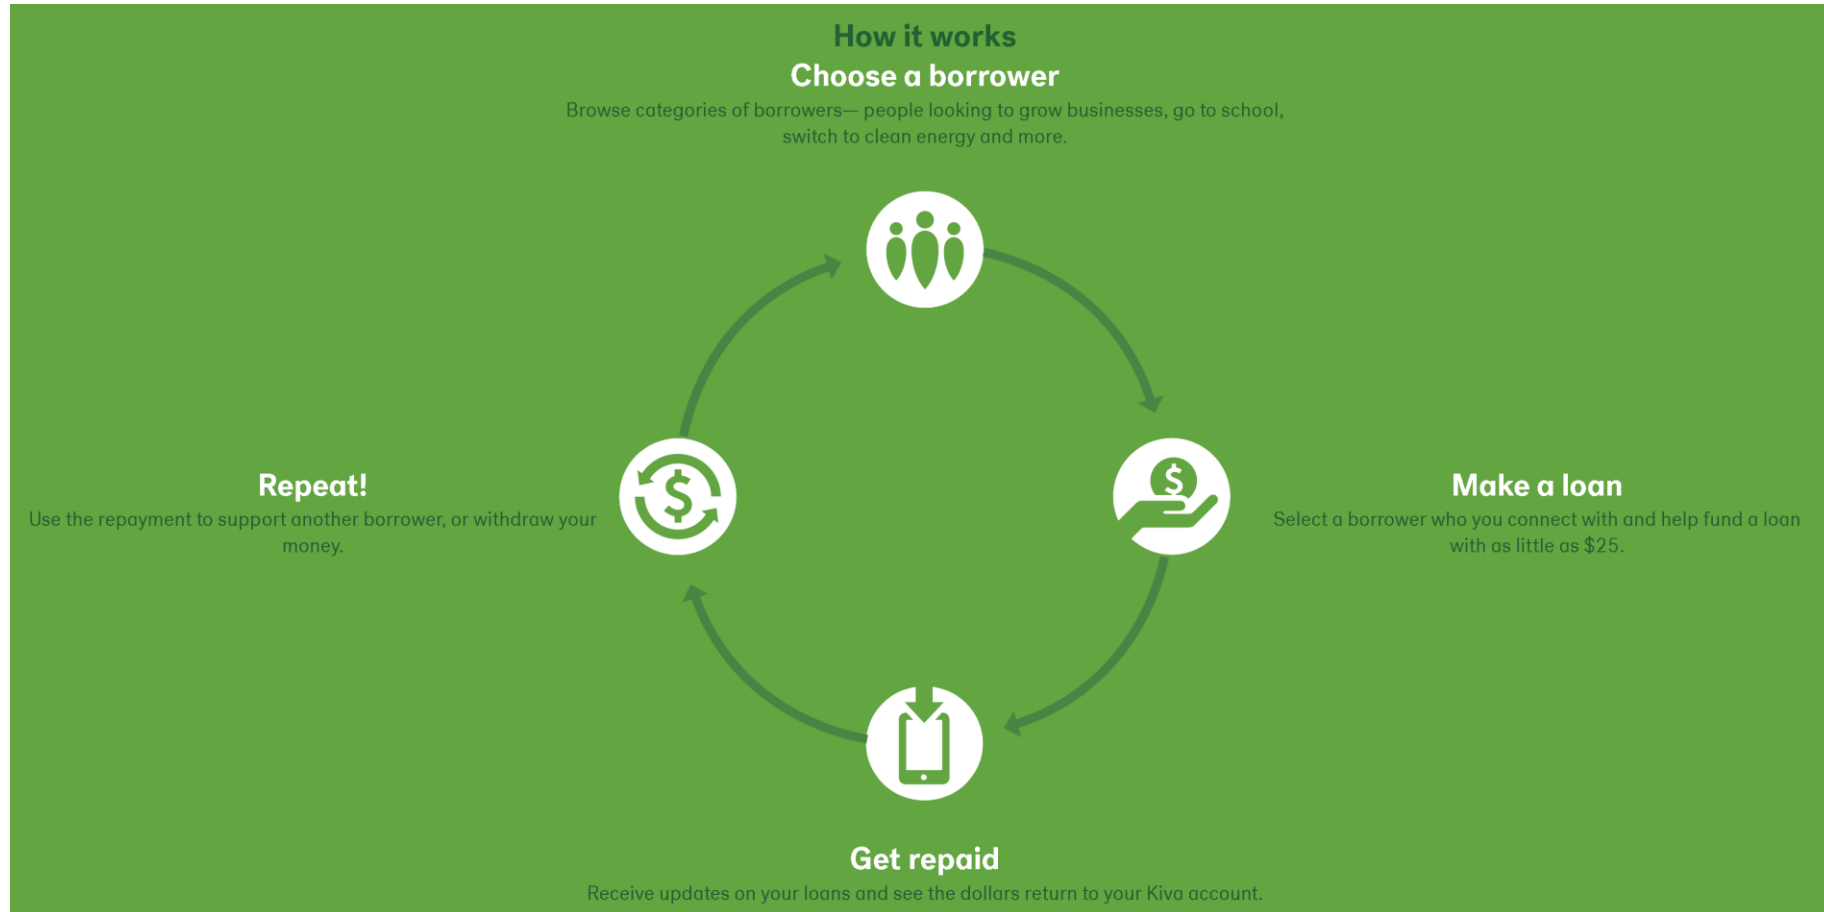 How it works
Choose a borrower
Browse categories of borrowers— people looking to grow businesses, go to school,
switch to clean energy and more.
$
Make a loan
Select a borrower who you connect with and help fund a loan
with as little as $25.
Get repaid
Receive updates on your loans and see the dollars return to your Kiva account.
$
Repeat!
Use the repayment to support another borrower, or withdraw your
money.